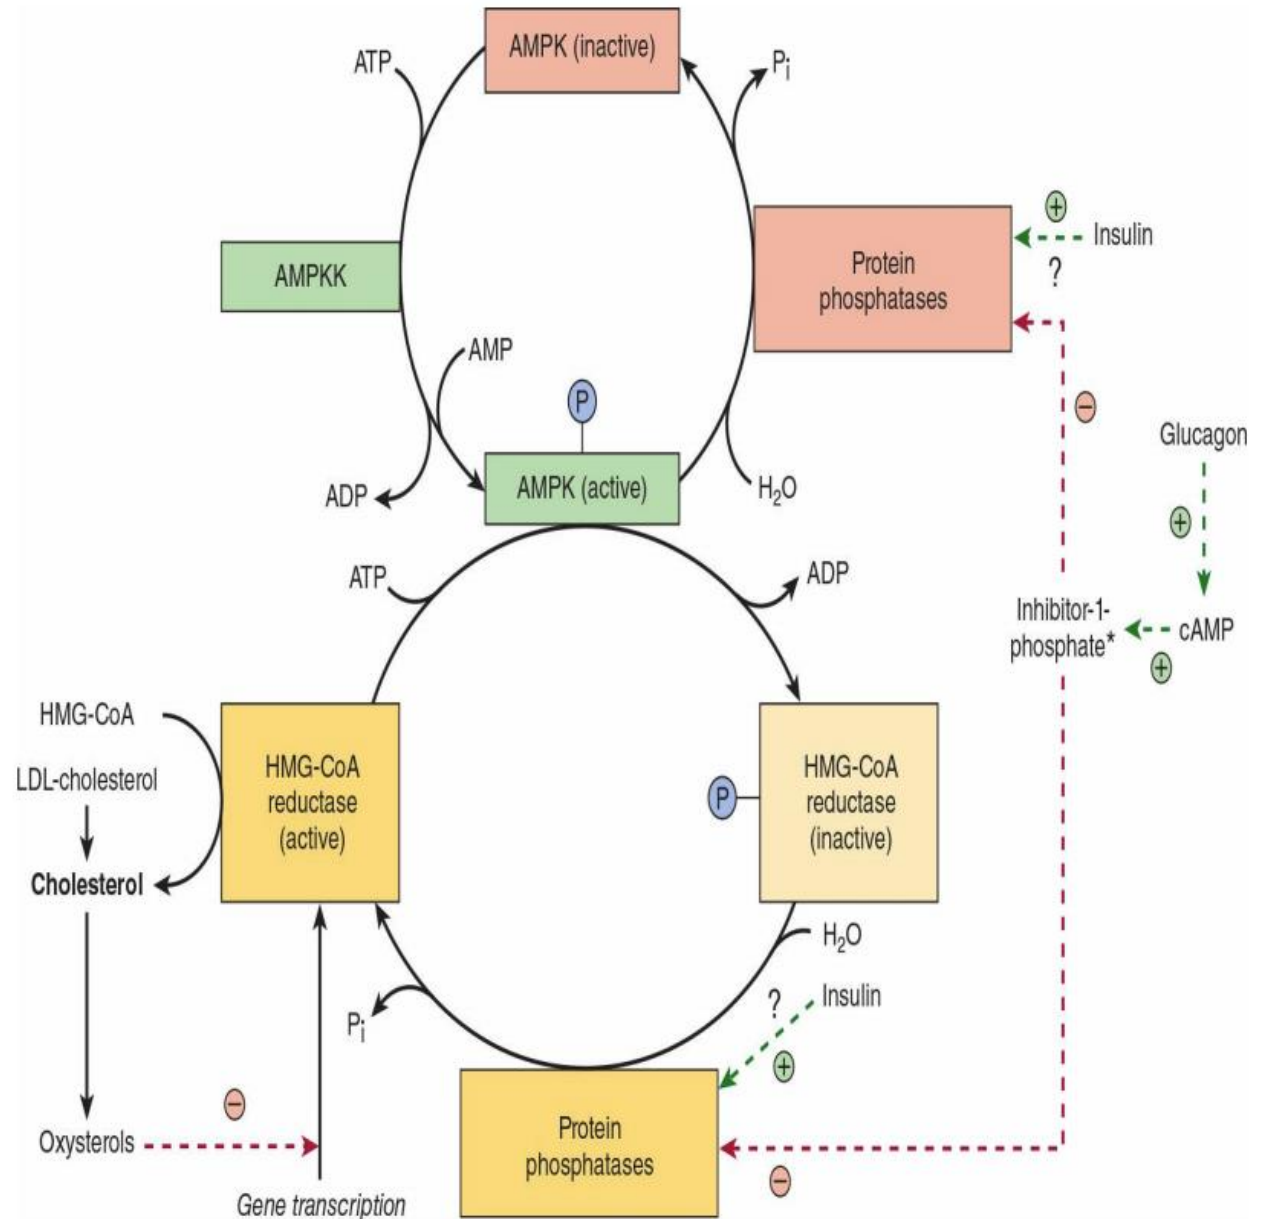 AMPK (inactive)
ATP
Pi
+
Insulin
?
AMPKK
Protein
phosphatases
AMP
P
−
Glucagon
AMPK (active)
ADP
H2O
+
ATP
ADP
Inhibitor-1-
phosphate*
cAMP
+
HMG-CoA
LDL-cholesterol
Cholesterol
HMG-CoA
reductase
(active)
P
HMG-CoA
reductase
(inactive)
H2O
Insulin
?
+
Pi
−
Oxysterols
Gene transcription
Protein
phosphatases
−